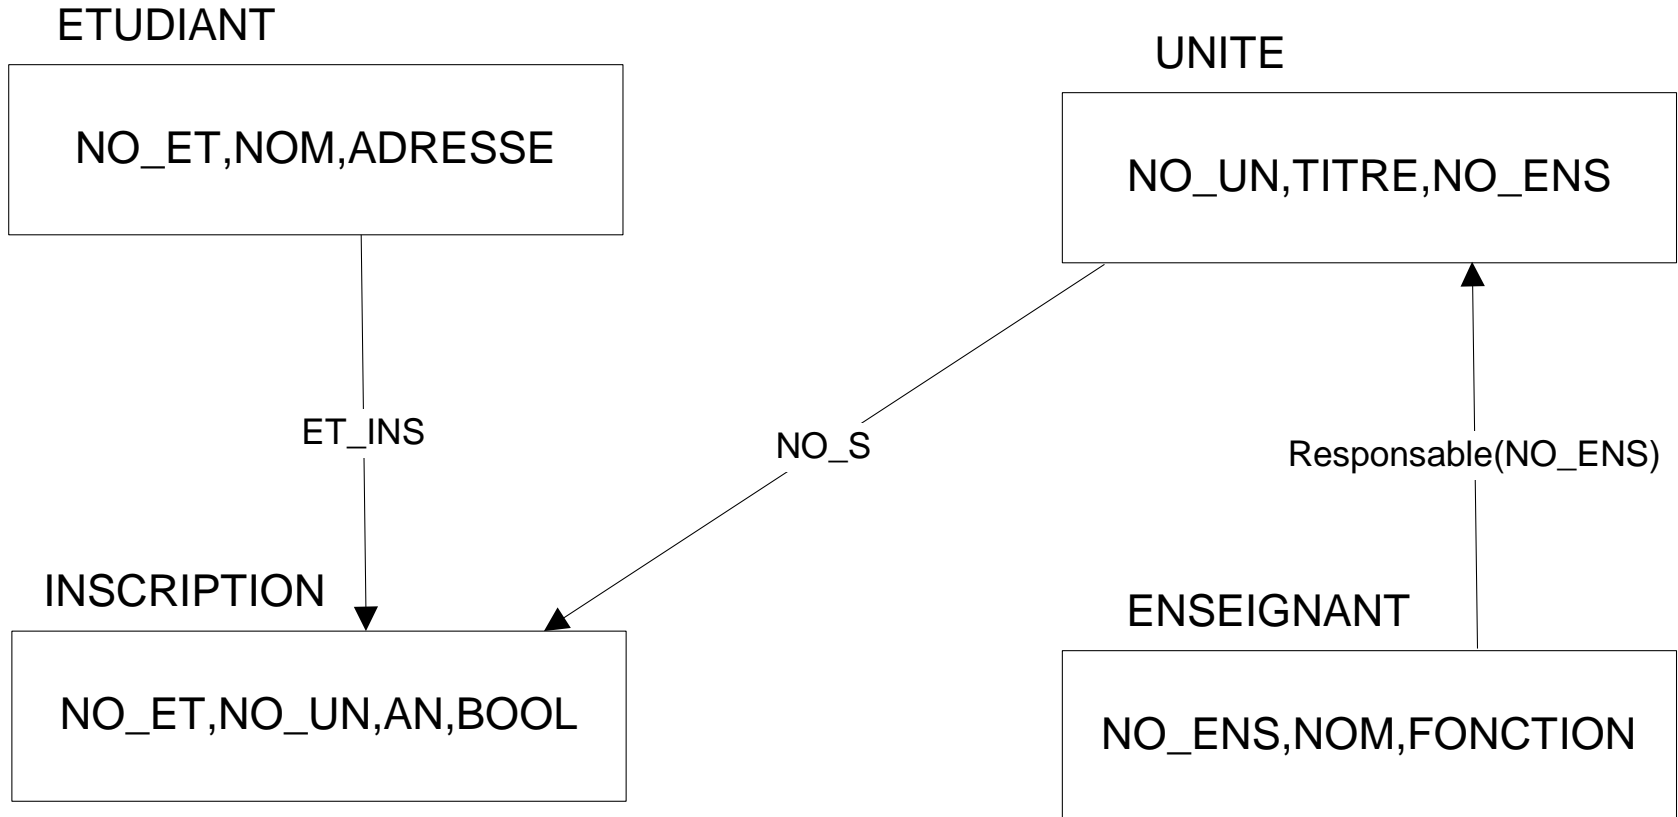 ETUDIANT
UNITE
NO_ET,NOM,ADRESSE
NO_UN,TITRE,NO_ENS
ET_INS
NO_S
Responsable(NO_ENS)
INSCRIPTION
ENSEIGNANT
NO_ET,NO_UN,AN,BOOL
NO_ENS,NOM,FONCTION